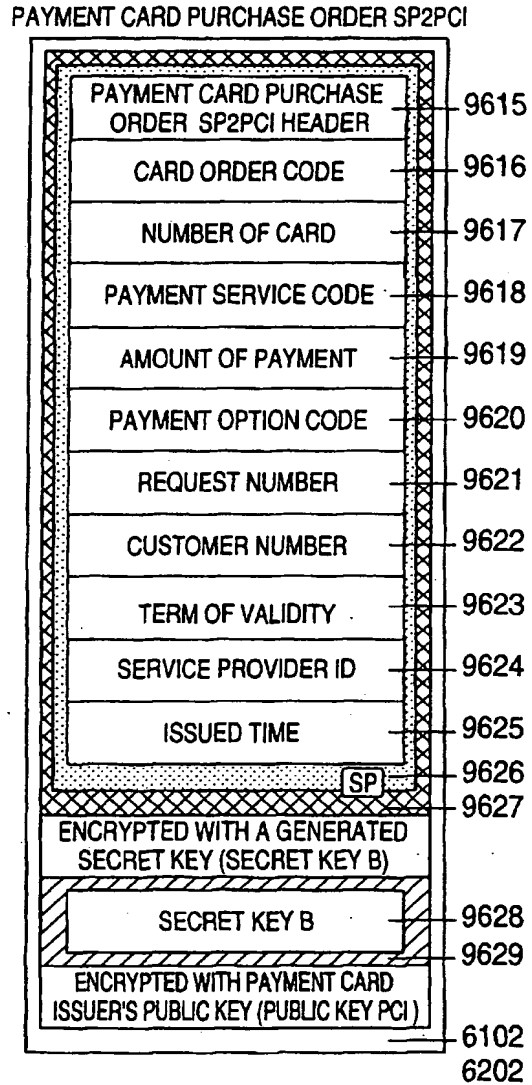 PAYMENT CARD PURCHASE ORDER SP2PCI
PAYMENT CARD PURCHASE
ORDER SP2PCI HEADER
9615
CARD ORDER CODE
9616
NUMBER OF CARD
9617
PAYMENT SERVICE CODE
9618
AMOUNT OF PAYMENT
9619
PAYMENT OPTION CODE
9620
REQUEST NUMBER
9621
CUSTOMER NUMBER
9622
TERM OF VALIDITY
9623
SERVICE PROVIDER ID
9624
ISSUED TIME
9625
SP
9626
9627
ENCRYPTED WITH A GENERATED
SECRET KEY (SECRET KEY B)
SECRET KEY B
9628
9629
ENCRYPTED WITH PAYMENT CARD
ISSUER'S PUBLIC KEY (PUBLIC KEY PCI)
6102
6202